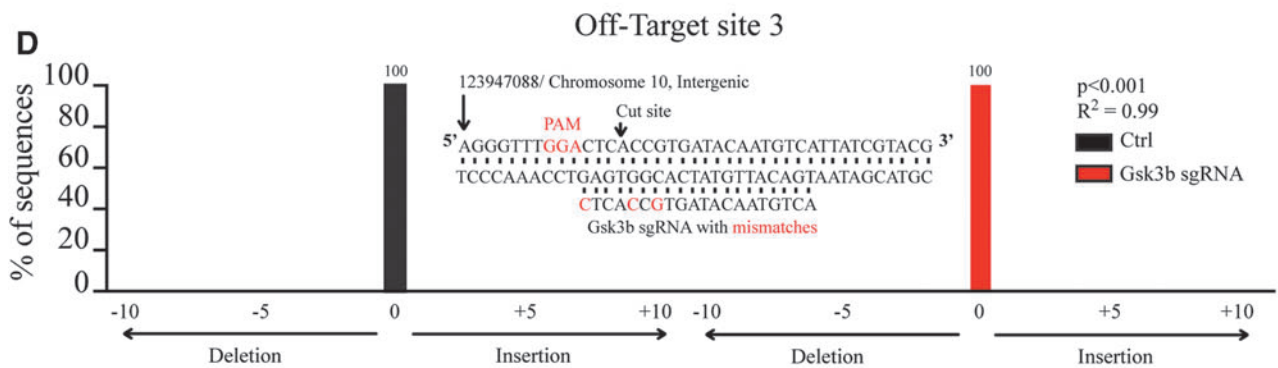 D
Off-Target site 3
% of sequences
100
80
60
40
20
0
100
123947088/ Chromosome 10, Intergenic
Cut site
PAM
5’ AGGGTTTGGACTCACCGTGATACAATGTCATTATCGTACG 3’
TCCCAAACCTGAGTGGCACTATGTTACAGTAATAGCATGC
CTCACCGTGATACAATGTCA
Gsk3b sgRNA with mismatches
100
p<0.001
R² = 0.99
Ctrl
Gsk3b sgRNA
-10 -5 0 +5 +10 -10 -5 0 +5 +10
Deletion Insertion Deletion Insertion